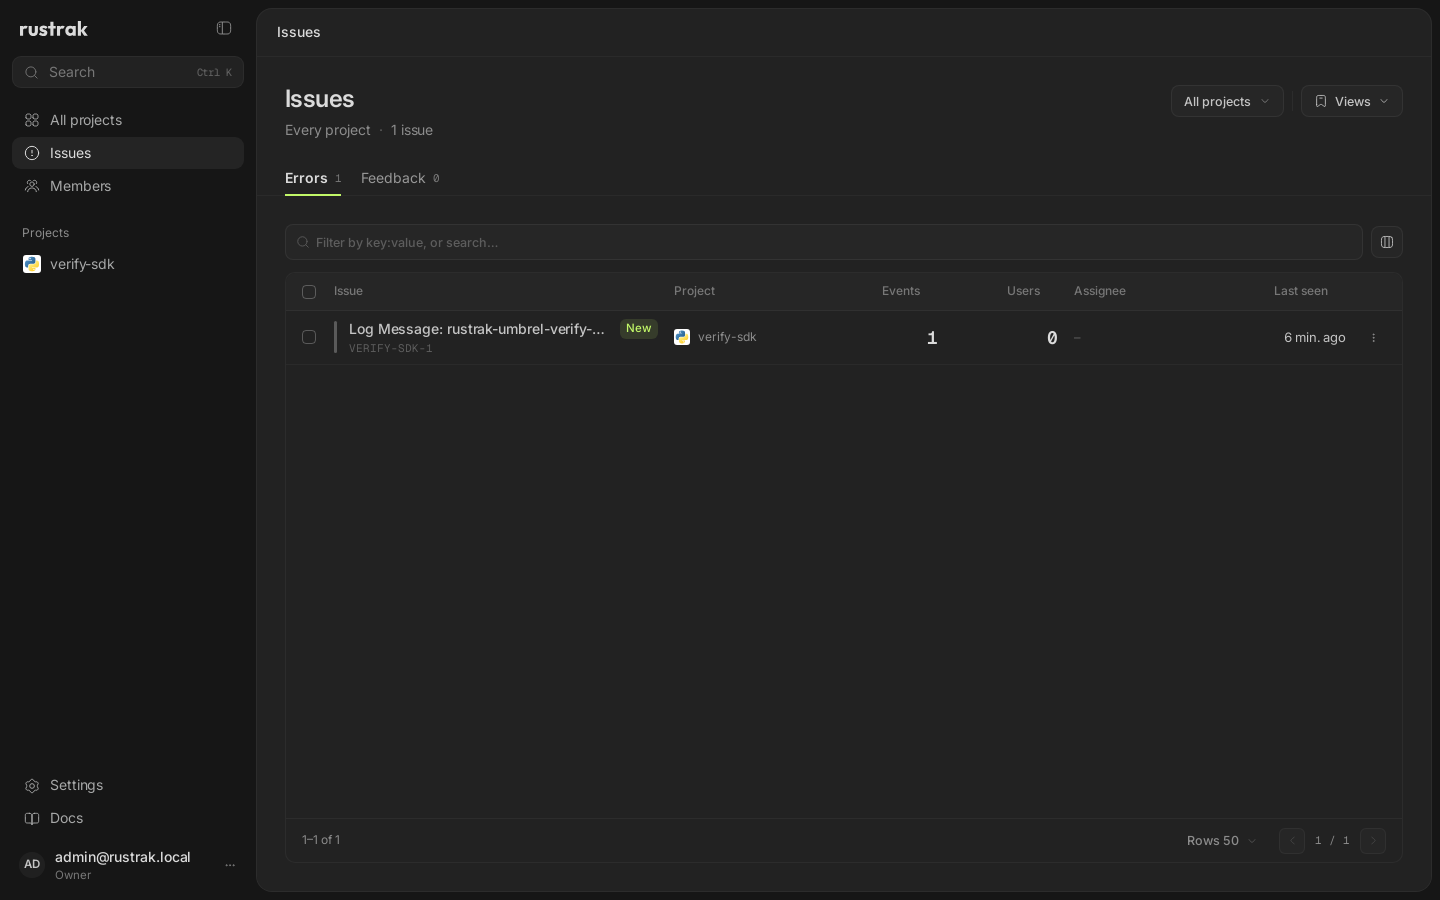 rustrak
Search
Ctrl K
All projects
Issues
Members
Projects
verify-sdk
Settings
Docs
AD
admin@rustrak.local
Owner
Issues
Issues
Every project · 1 issue
All projects
Views
Errors 1
Feedback 0
Filter by key:value, or search...
Issue Project Events Users Assignee Last seen
Log Message: rustrak-umbrel-verify-... New
VERIFY-SDK-1
verify-sdk
1
0
–
6 min. ago
1–1 of 1
Rows 50
1 / 1